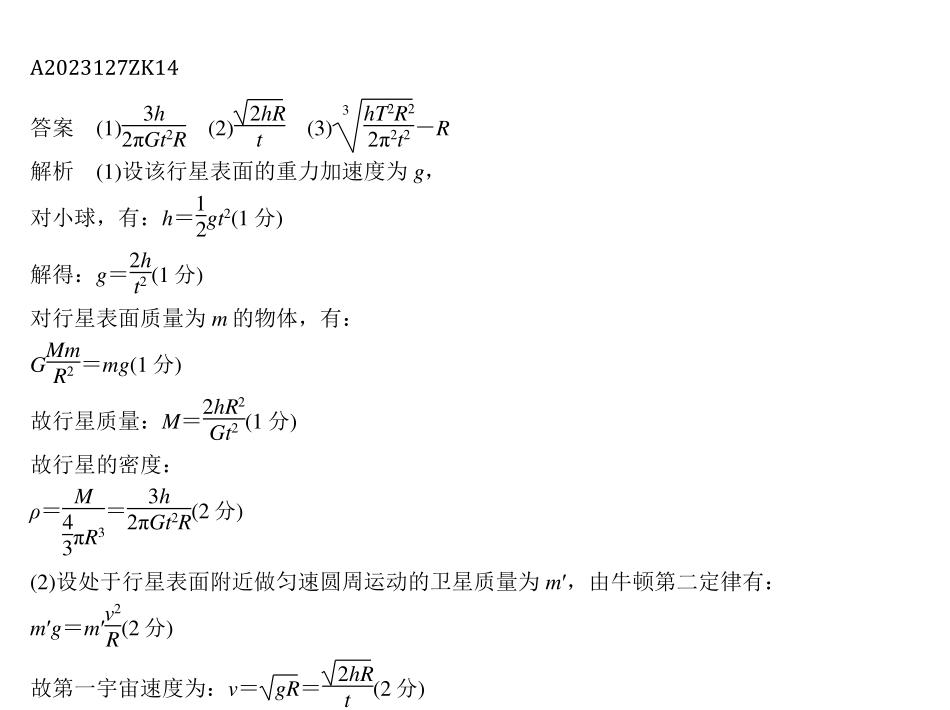 A2023127ZK14
答案 (1)$\frac{3h}{2\pi Gt^2R}$ (2)$\frac{\sqrt{2hR}}{t}$ (3)$\sqrt[3]{\frac{hT^2R^2}{2\pi^2t^2}}-R$
解析 (1)设该行星表面的重力加速度为 g，
对小球，有：$h=\frac{1}{2}gt^2$(1 分)
解得：$g=\frac{2h}{t^2}$(1 分)
对行星表面质量为 m 的物体，有：
$G\frac{Mm}{R^2}=mg$(1 分)
故行星质量：$M=\frac{2hR^2}{Gt^2}$(1 分)
故行星的密度：
$\rho=\frac{M}{\frac{4}{3}\pi R^3}=\frac{3h}{2\pi Gt^2R}$(2 分)
(2)设处于行星表面附近做匀速圆周运动的卫星质量为 m′，由牛顿第二定律有：
$m'g=m'\frac{v^2}{R}$(2 分)
故第一宇宙速度为：$v=\sqrt{gR}=\frac{\sqrt{2hR}}{t}$(2 分)